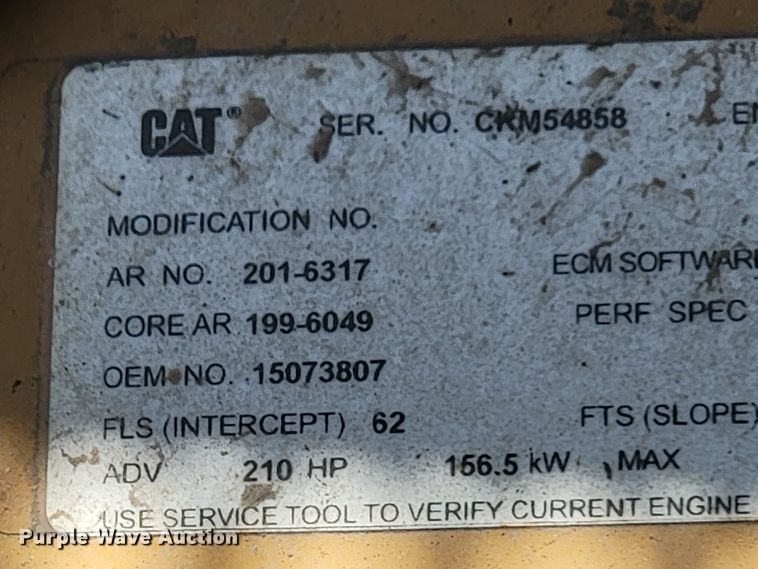 CAT® SER. NO. CKM54858 EN
MODIFICATION NO.
AR NO. 201-6317 ECM SOFTWARE
CORE AR 199-6049 PERF SPEC
OEM NO. 15073807
FLS (INTERCEPT) 62 FTS (SLOPE)
ADV 210 HP 156.5 kW MAX
USE SERVICE TOOL TO VERIFY CURRENT ENGINE
Purple Wave Auction